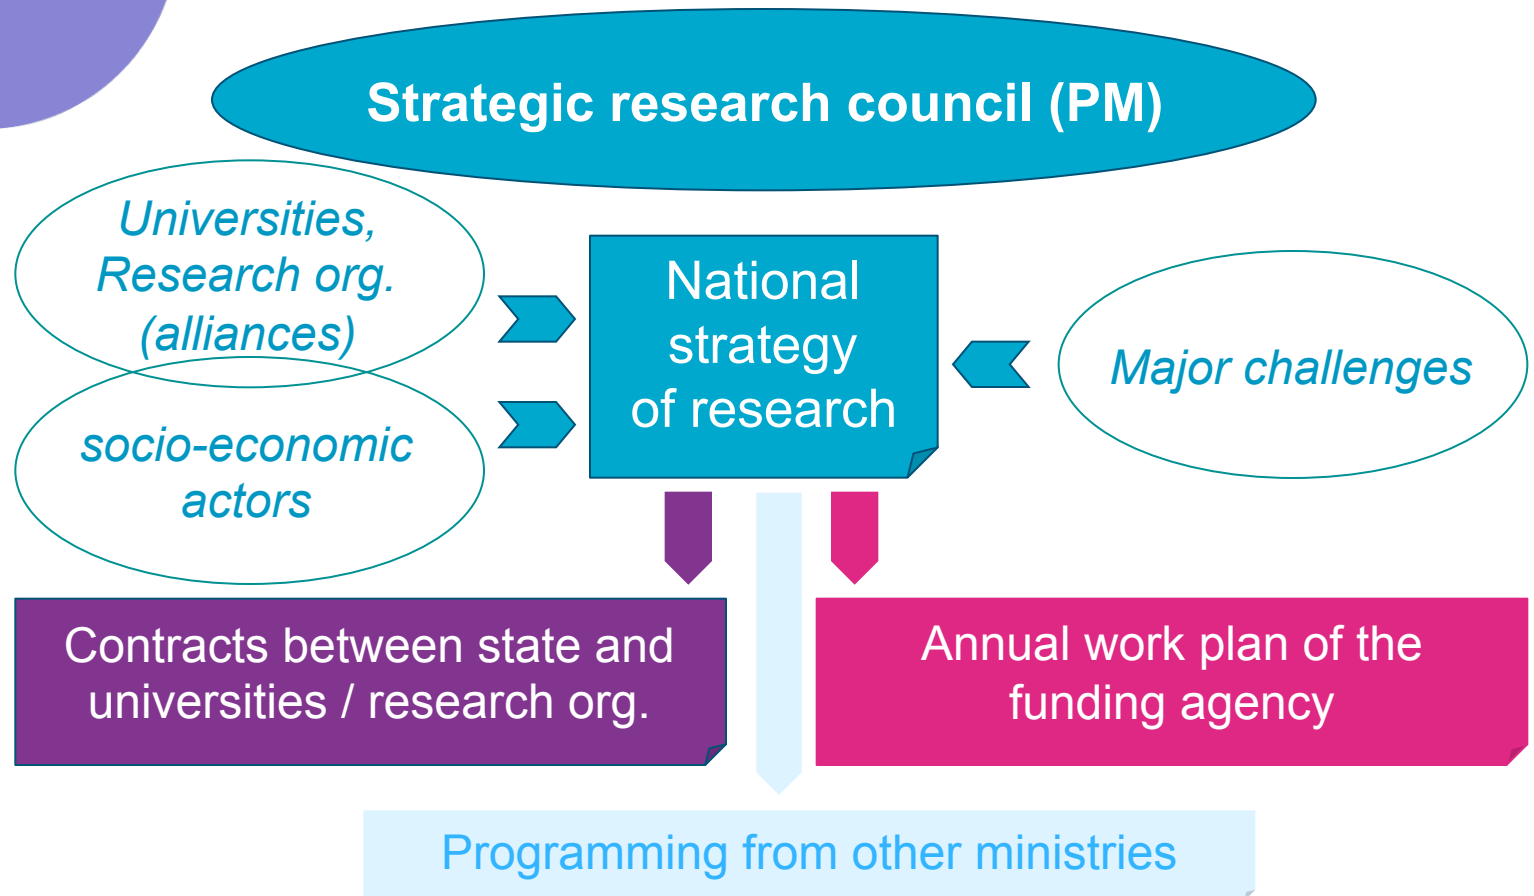 Strategic research council (PM)
Universities,
Research org.
(alliances)
socio-economic
actors
National
strategy
of research
Major challenges
Contracts between state and
universities / research org.
Annual work plan of the
funding agency
Programming from other ministries